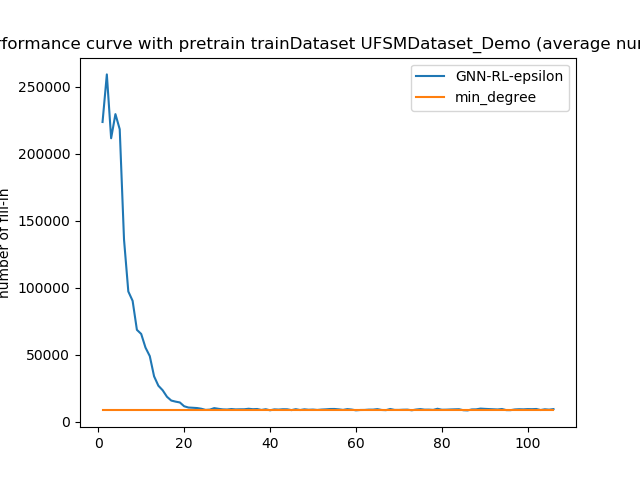 rformance curve with pretrain trainDataset UFSMDataset_Demo (average nu
GNN-RL-epsilon
min_degree
number of fill-in
250000
200000
150000
100000
50000
0
0 20 40 60 80 100